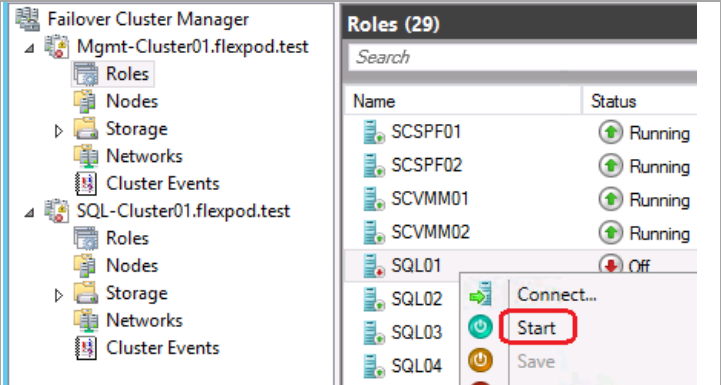 Failover Cluster Manager
Mgmt-Cluster01.flexpod.test
Roles
Nodes
Storage
Networks
Cluster Events
SQL-Cluster01.flexpod.test
Roles
Nodes
Storage
Networks
Cluster Events
Roles (29)
Search
Name Status
SCSPF01 Running
SCSPF02 Running
SCVMM01 Running
SCVMM02 Running
SQL01 Off
SQL02
SQL03
SQL04
Connect...
Start
Save